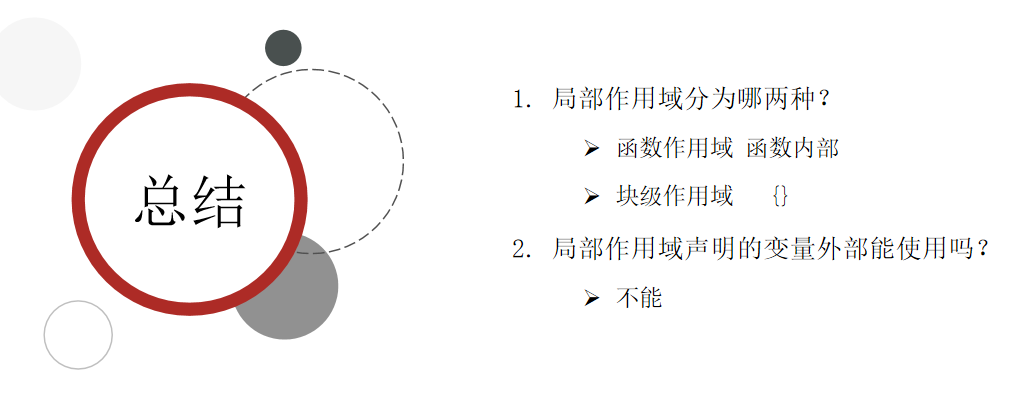 总结
1. 局部作用域分为哪两种？
➢ 函数作用域 函数内部
➢ 块级作用域 {}
2. 局部作用域声明的变量外部能使用吗？
➢ 不能